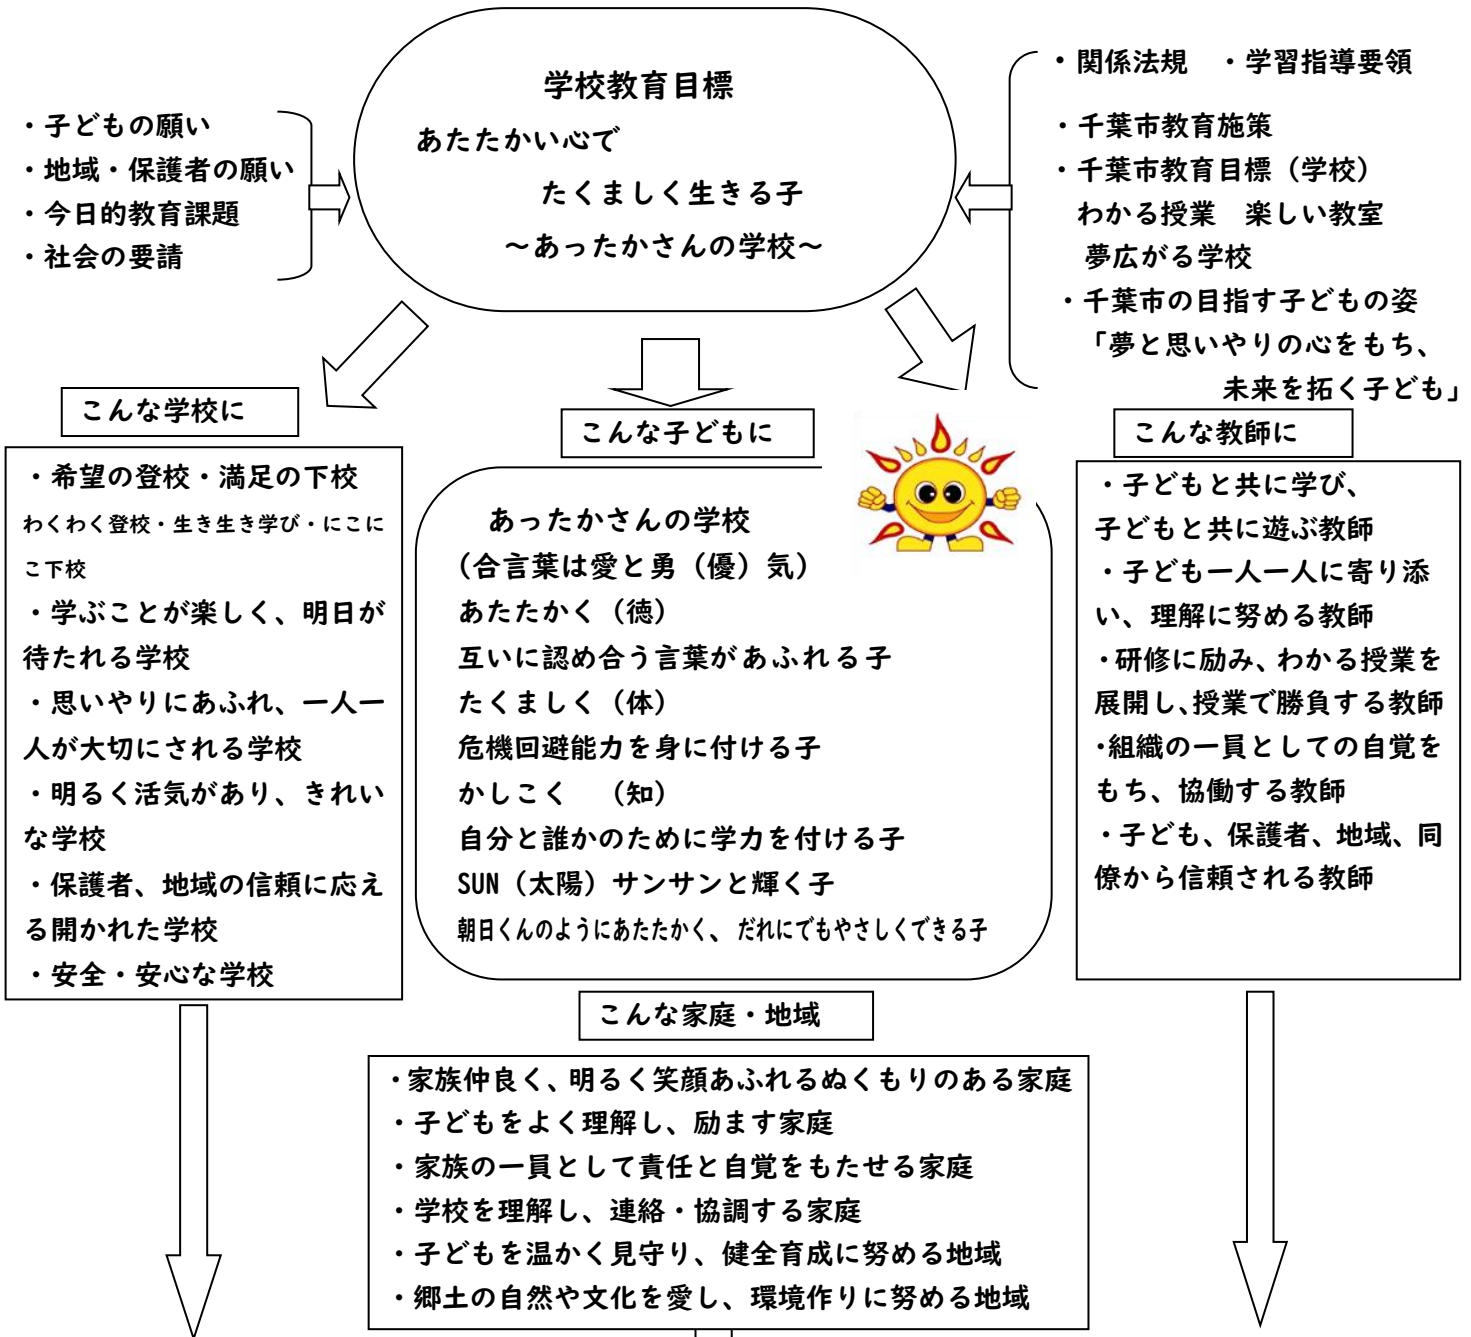 学校教育目標
あたたかい心で
たくましく生きる子
～あったかさんの学校～
・子どもの願い
・地域・保護者の願い
・今日的教育課題
・社会の要請
・関係法規　・学習指導要領
・千葉市教育施策
・千葉市教育目標（学校）
わかる授業　楽しい教室
夢広がる学校
・千葉市の目指す子どもの姿
「夢と思いやりの心をもち、
未来を拓く子ども」
こんな学校に
・希望の登校・満足の下校
わくわく登校・生き生き学び・にこに
こ下校
・学ぶことが楽しく、明日が
待たれる学校
・思いやりにあふれ、一人一
人が大切にされる学校
・明るく活気があり、きれい
な学校
・保護者、地域の信頼に応え
る開かれた学校
・安全・安心な学校
こんな子どもに
あったかさんの学校
（合言葉は愛と勇（優）気）
あたたかく（徳）
互いに認め合う言葉があふれる子
たくましく（体）
危機回避能力を身に付ける子
かしこく　（知）
自分と誰かのために学力を付ける子
SUN（太陽）サンサンと輝く子
朝日くんのようにあたたかく、だれにでもやさしくできる子
こんな教師に
・子どもと共に学び、
子どもと共に遊ぶ教師
・子ども一人一人に寄り添
い、理解に努める教師
・研修に励み、わかる授業を
展開し、授業で勝負する教師
・組織の一員としての自覚を
もち、協働する教師
・子ども、保護者、地域、同
僚から信頼される教師
こんな家庭・地域
・家族仲良く、明るく笑顔あふれるぬくもりのある家庭
・子どもをよく理解し、励ます家庭
・家族の一員として責任と自覚をもたせる家庭
・学校を理解し、連絡・協調する家庭
・子どもを温かく見守り、健全育成に努める地域
・郷土の自然や文化を愛し、環境作りに努める地域